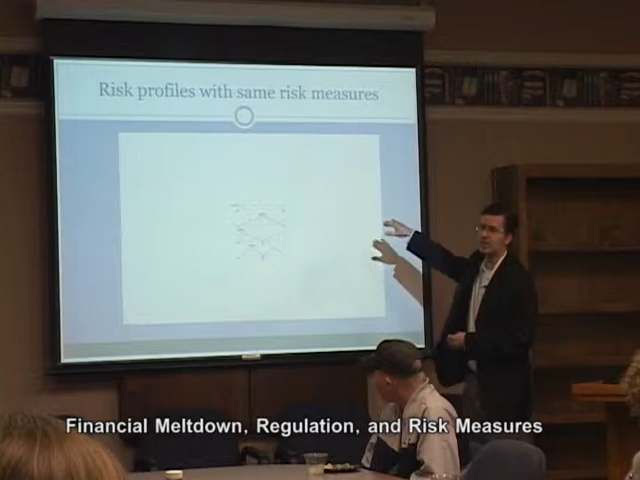 Risk profiles with same risk measures
Financial Meltdown, Regulation, and Risk Measures